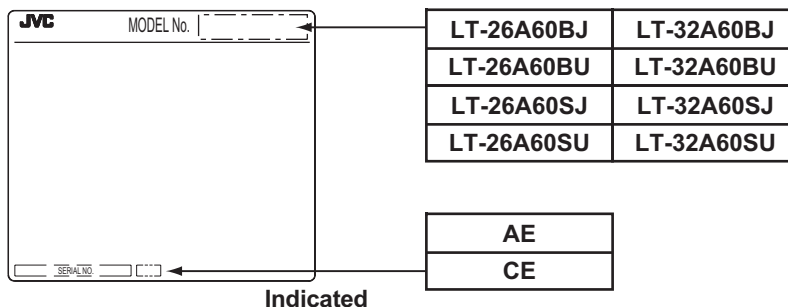 JVC MODEL No.
LT-26A60BJ LT-32A60BJ
LT-26A60BU LT-32A60BU
LT-26A60SJ LT-32A60SJ
LT-26A60SU LT-32A60SU
AE
CE
SERIAL NO.
Indicated